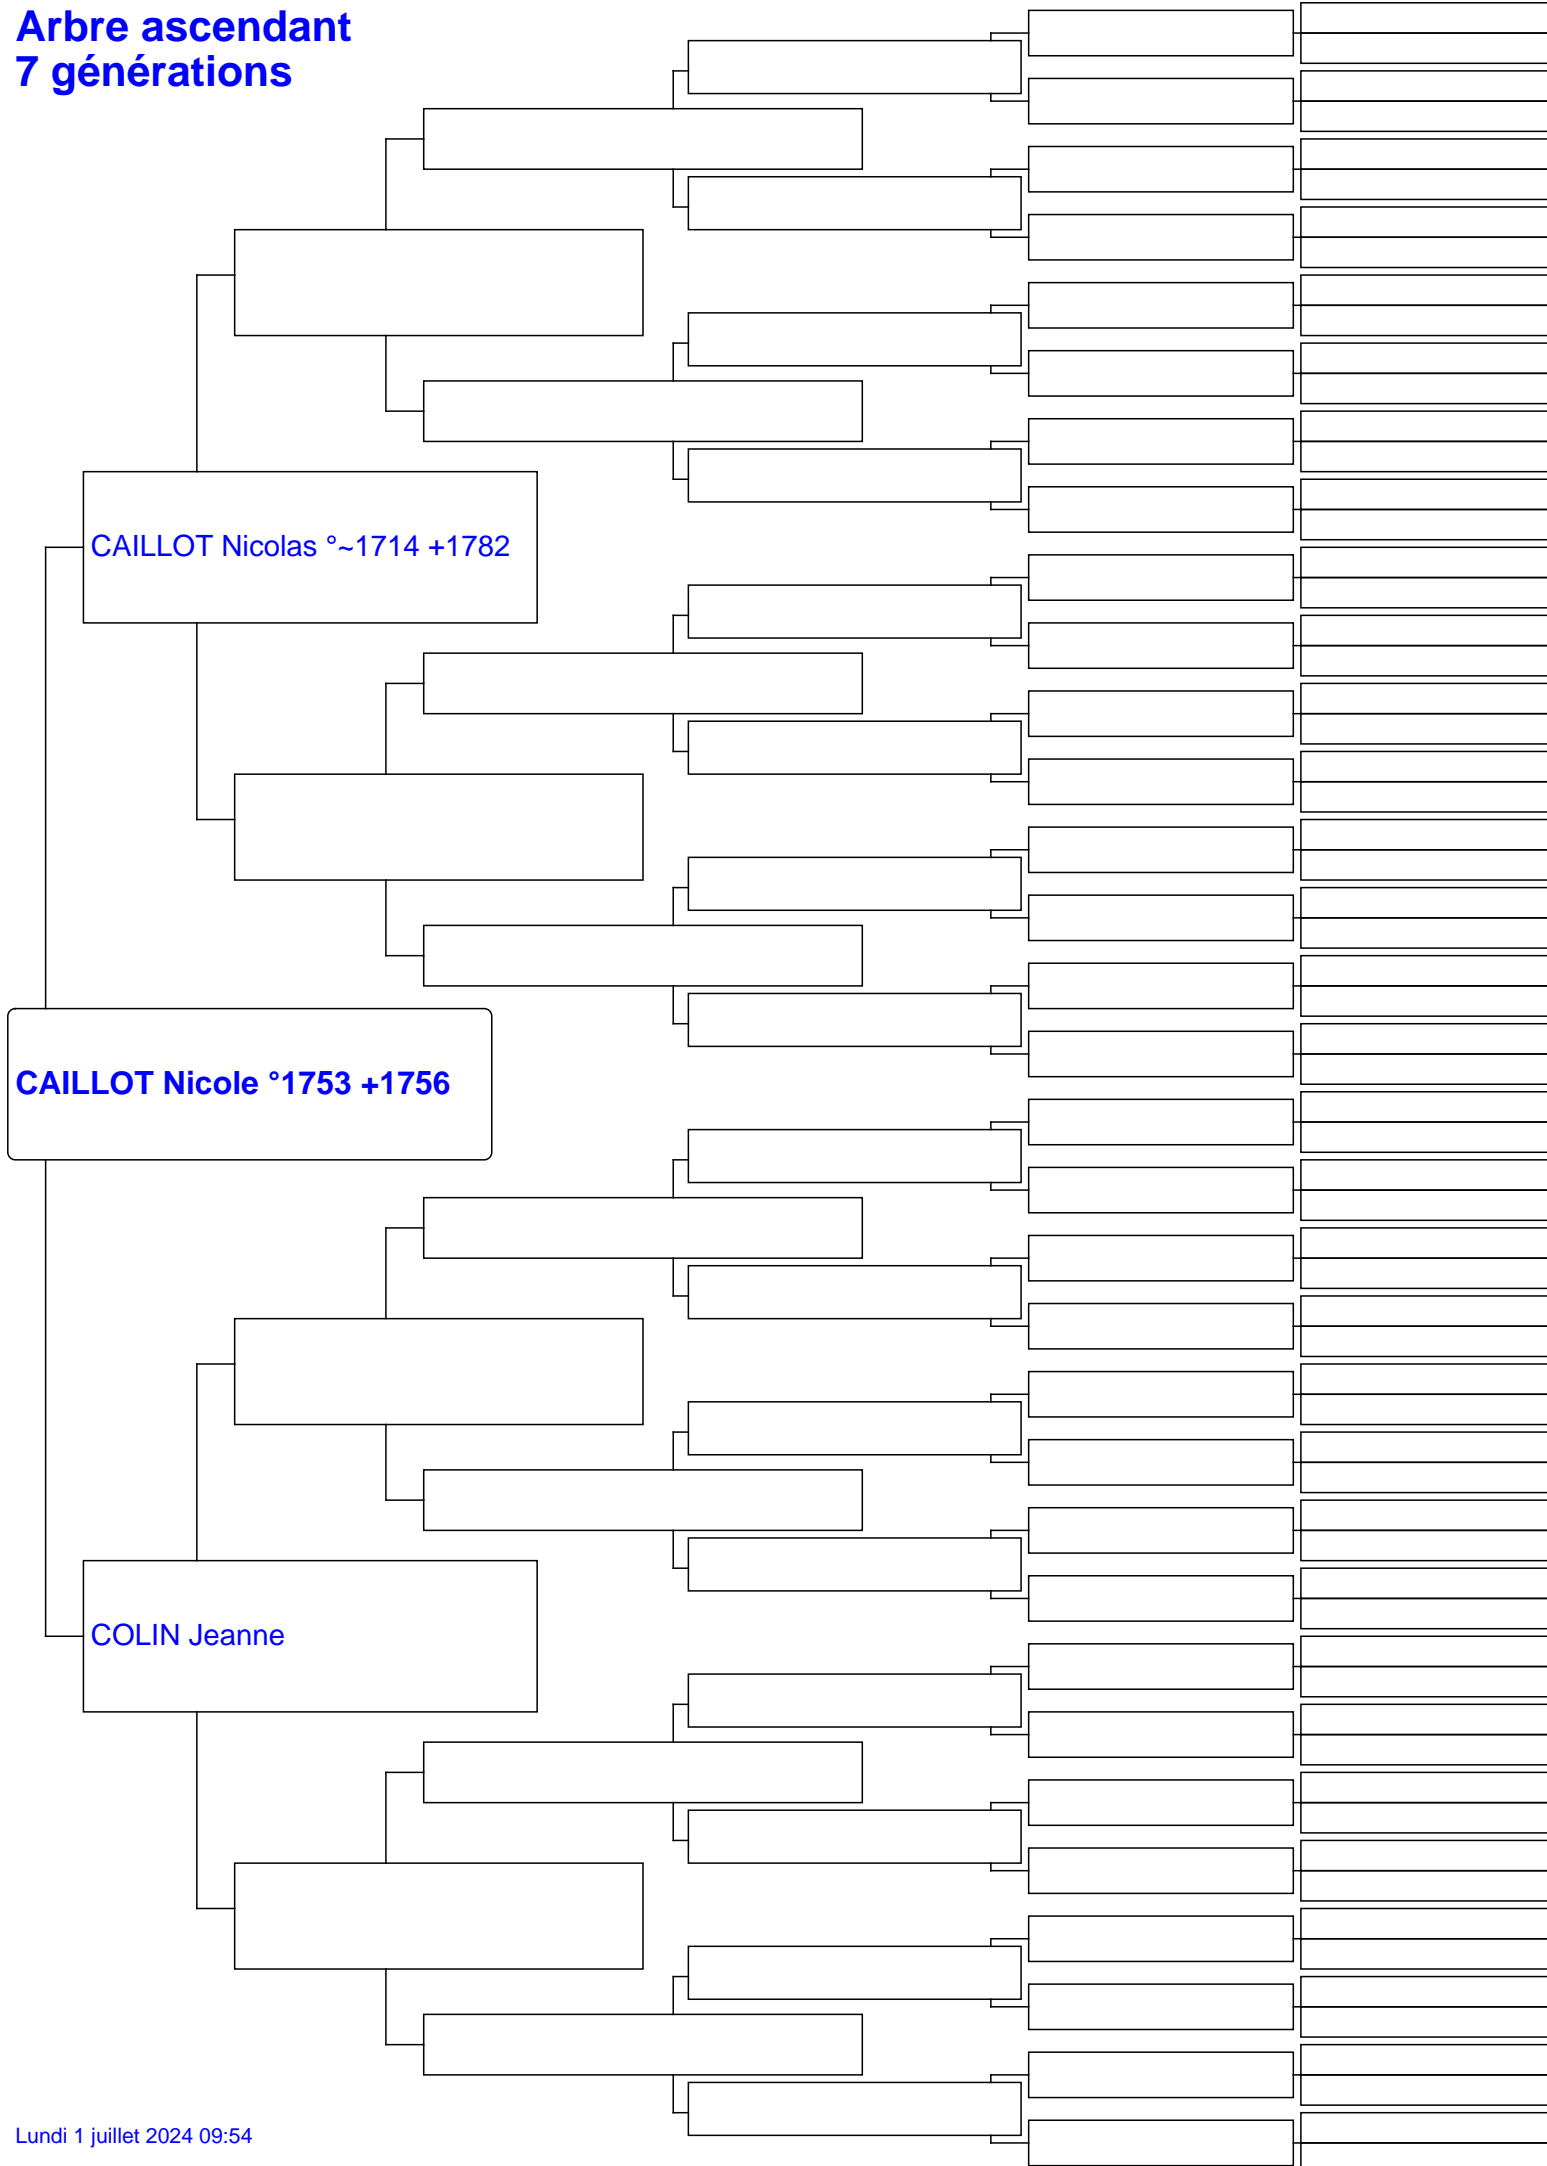 Arbre ascendant
7 générations
CAILLOT Nicolas °~1714 +1782
CAILLOT Nicole °1753 +1756
COLIN Jeanne
Lundi 1 juillet 2024 09:54